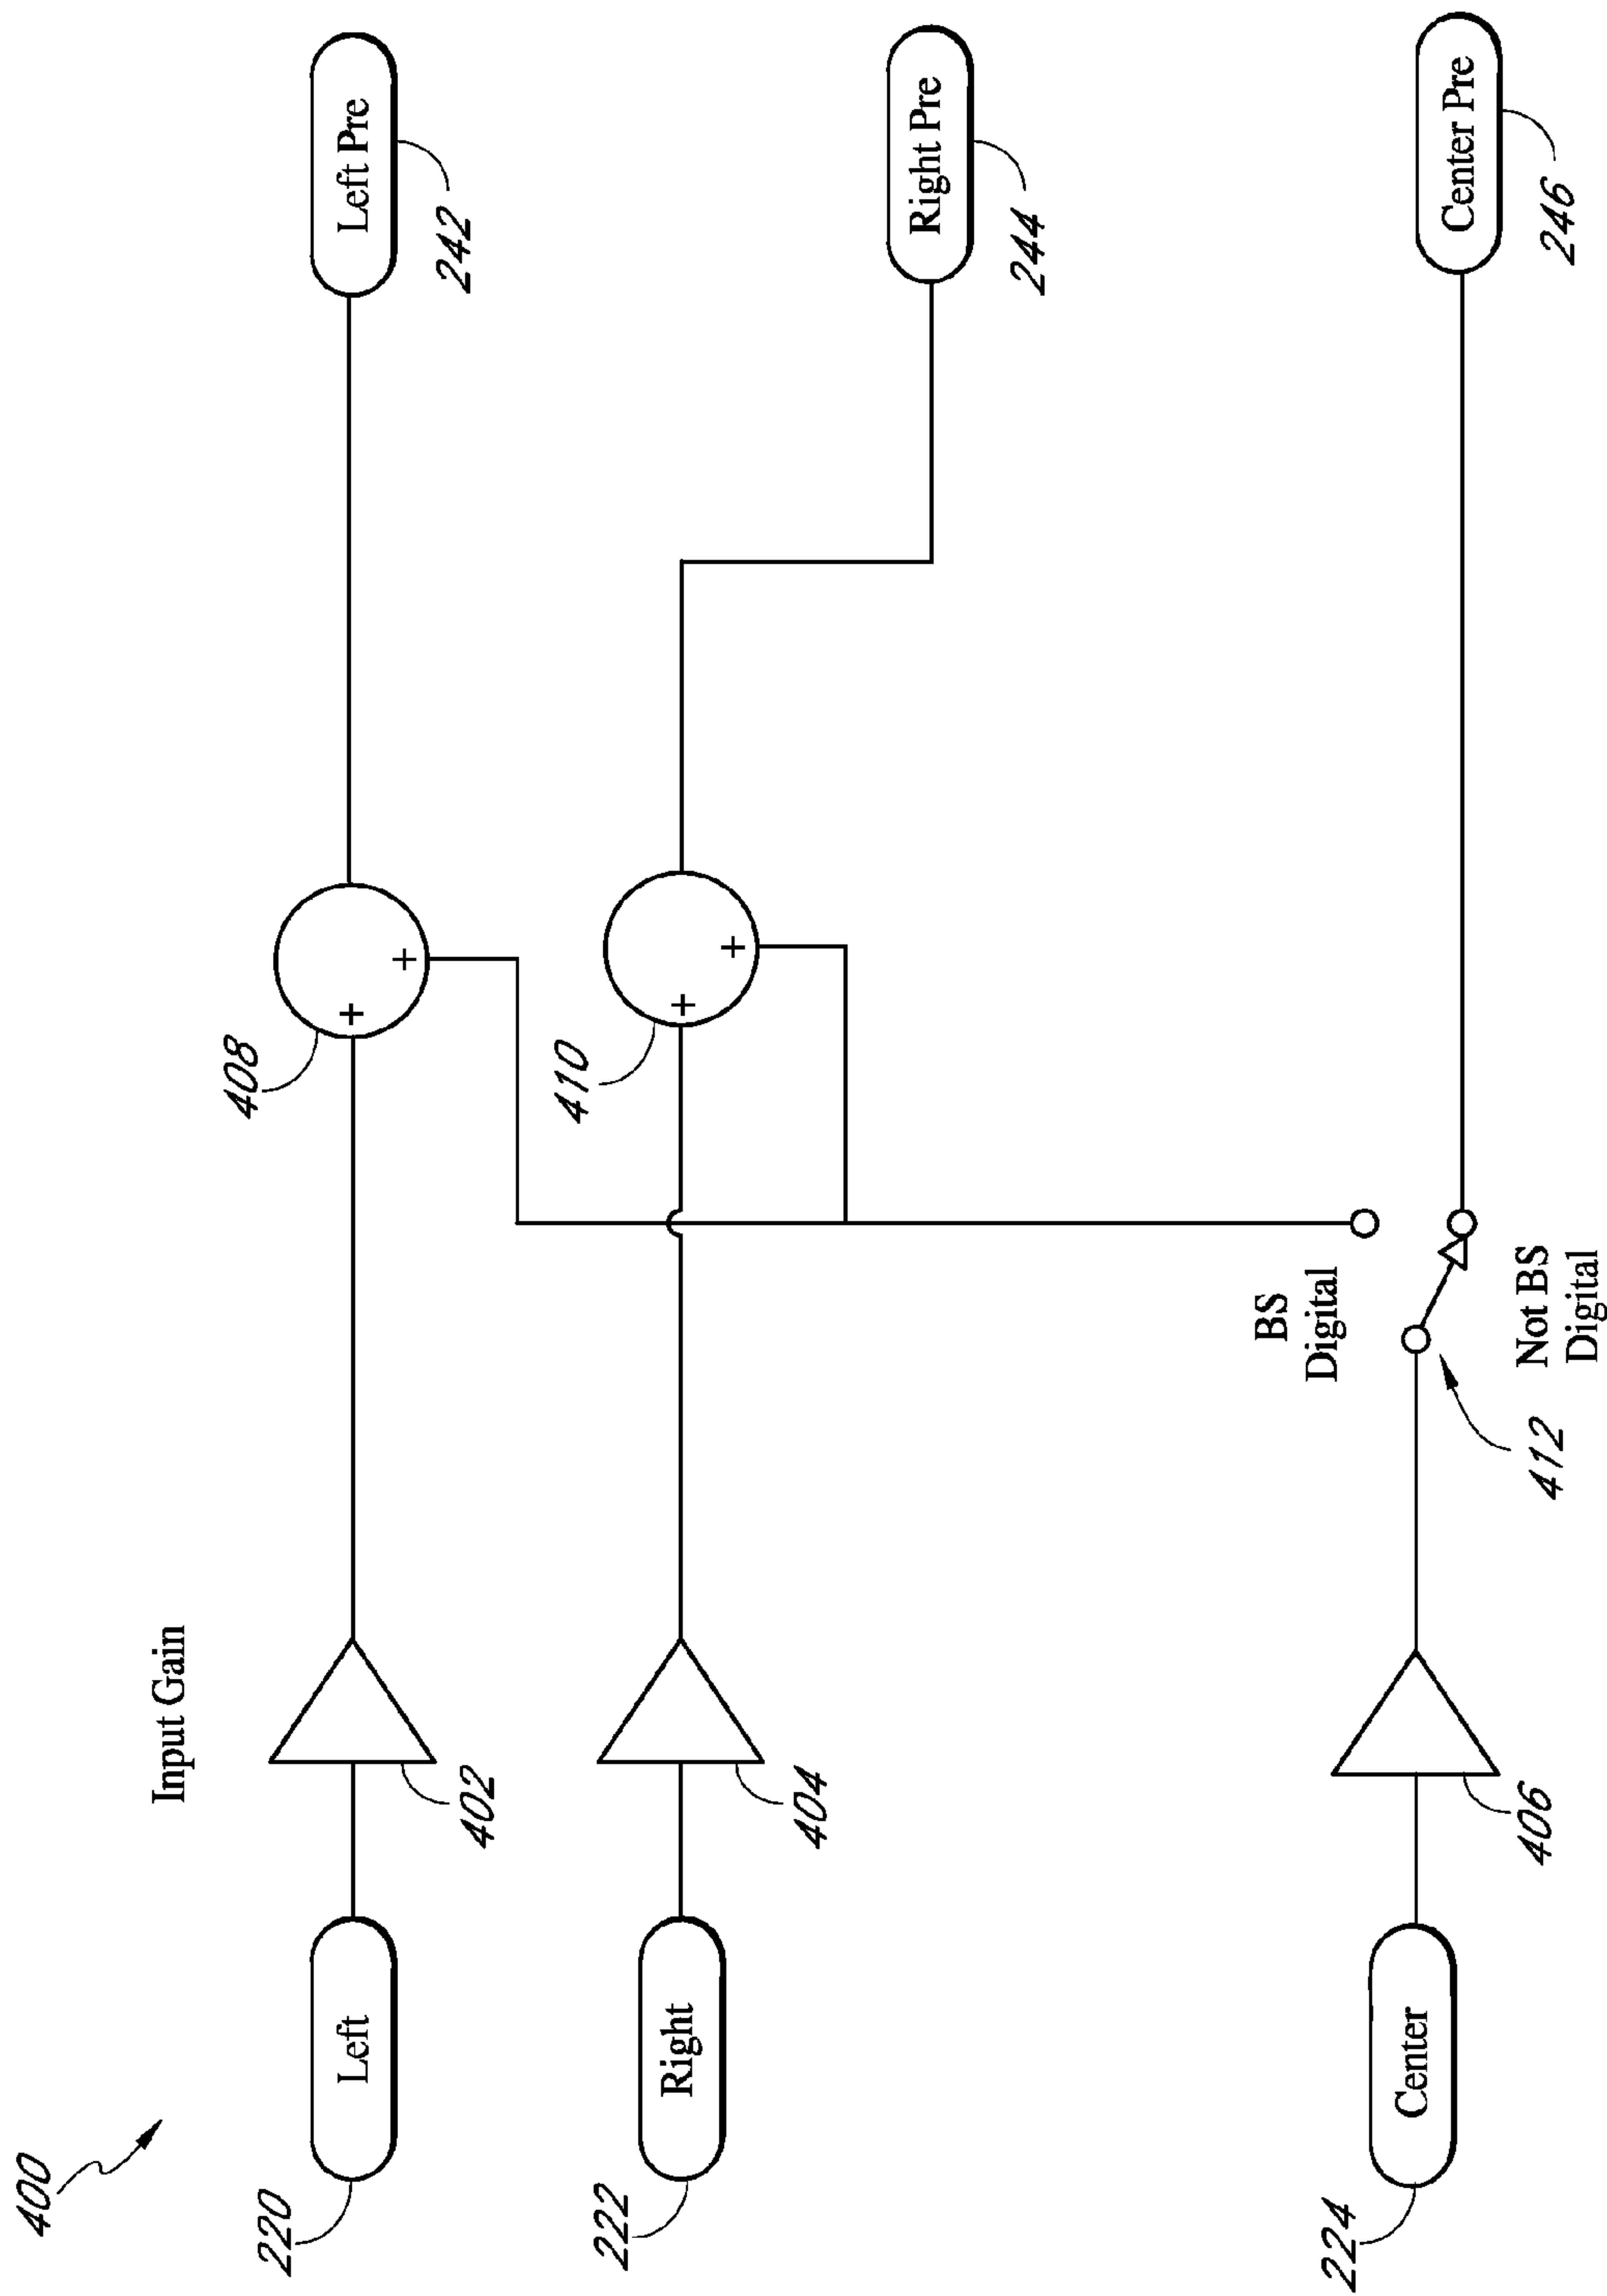 400
Input Gain
220
Left
402
408
Left Pre
242
222
Right
404
410
Right Pre
244
BS
Digital
224
Center
406
412
Not BS
Digital
Center Pre
246
+
+
+
+